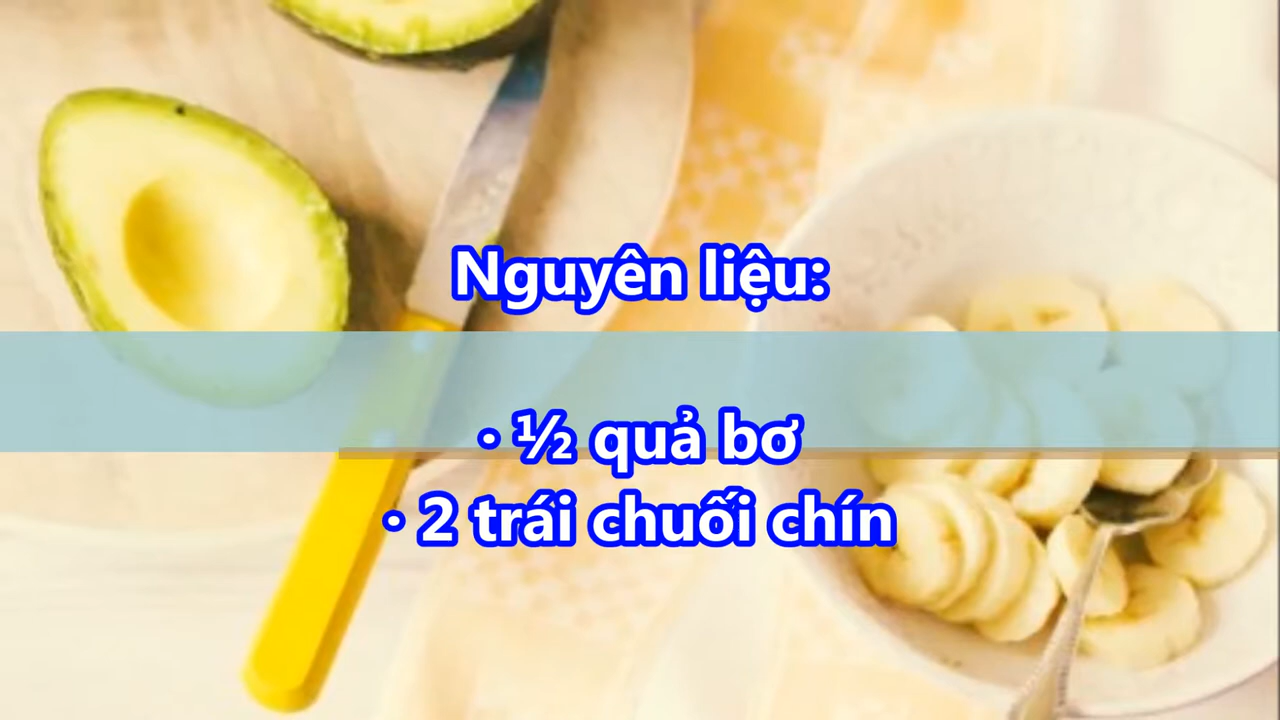 Nguyên liệu:
• ½ quả bơ
• 2 trái chuối chín